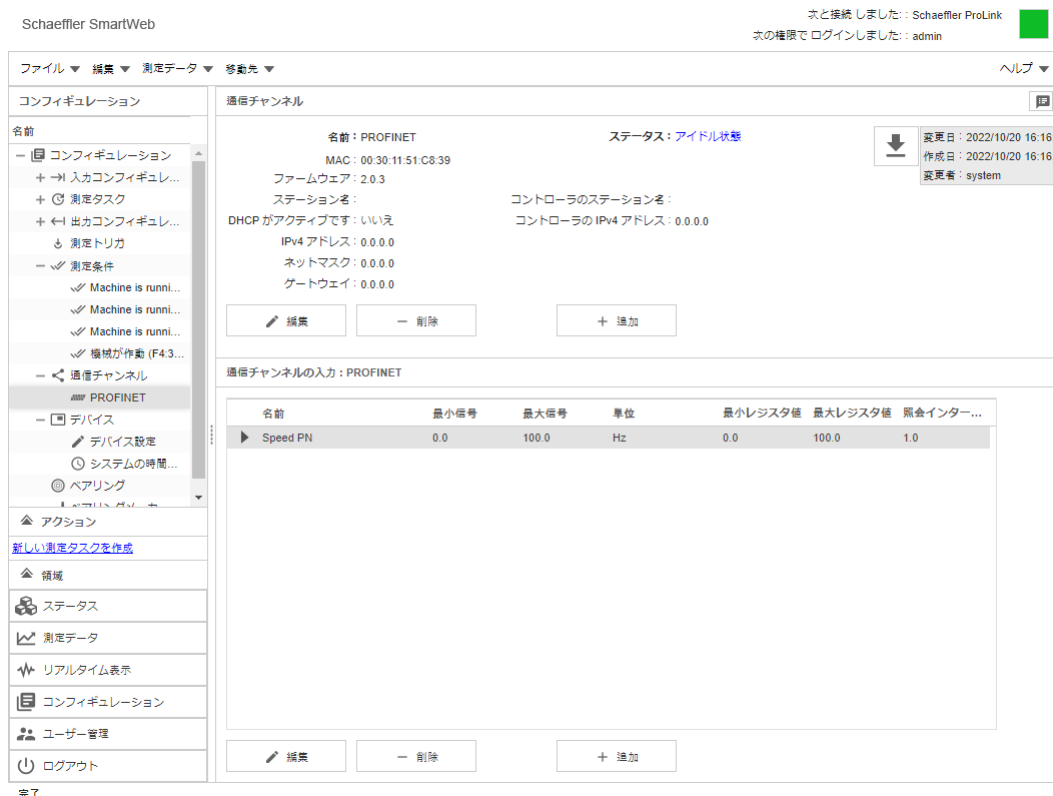 Schaeffler SmartWeb
次と接続 しました: : Schaeffler ProLink
次の権限で ログインしました: : admin
ファイル 編集 測定データ 移動先 ヘルプ
コンフィギュレーション
名前
コンフィギュレーション
入力コンフィギュレ...
測定タスク
出力コンフィギュレ...
測定トリガ
測定条件
Machine is runni...
Machine is runni...
Machine is runni...
機械が作動 (F4:3...
通信チャンネル
PROFINET
デバイス
デバイス設定
システムの時間...
ベアリング
アクション
新しい測定タスクを作成
領域
ステータス
測定データ
リアルタイム表示
コンフィギュレーション
ユーザー管理
ログアウト
通信チャンネル
名前 : PROFINET
ステータス : アイドル状態
MAC : 00:30:11:51:C8:39
ファームウェア : 2.0.3
ステーション名 :
コントローラのステーション名 :
DHCP がアクティブです : いいえ
コントローラの IPv4 アドレス : 0.0.0.0
IPv4 アドレス : 0.0.0.0
ネットマスク : 0.0.0.0
ゲートウェイ : 0.0.0.0
変更日 : 2022/10/20 16:16
作成日 : 2022/10/20 16:16
変更者 : system
編集 削除 追加
通信チャンネルの入力 : PROFINET
名前 最小信号 最大信号 単位 最小レジスタ値 最大レジスタ値 照会インター...
Speed PN 0.0 100.0 Hz 0.0 100.0 1.0
編集 削除 追加
完了